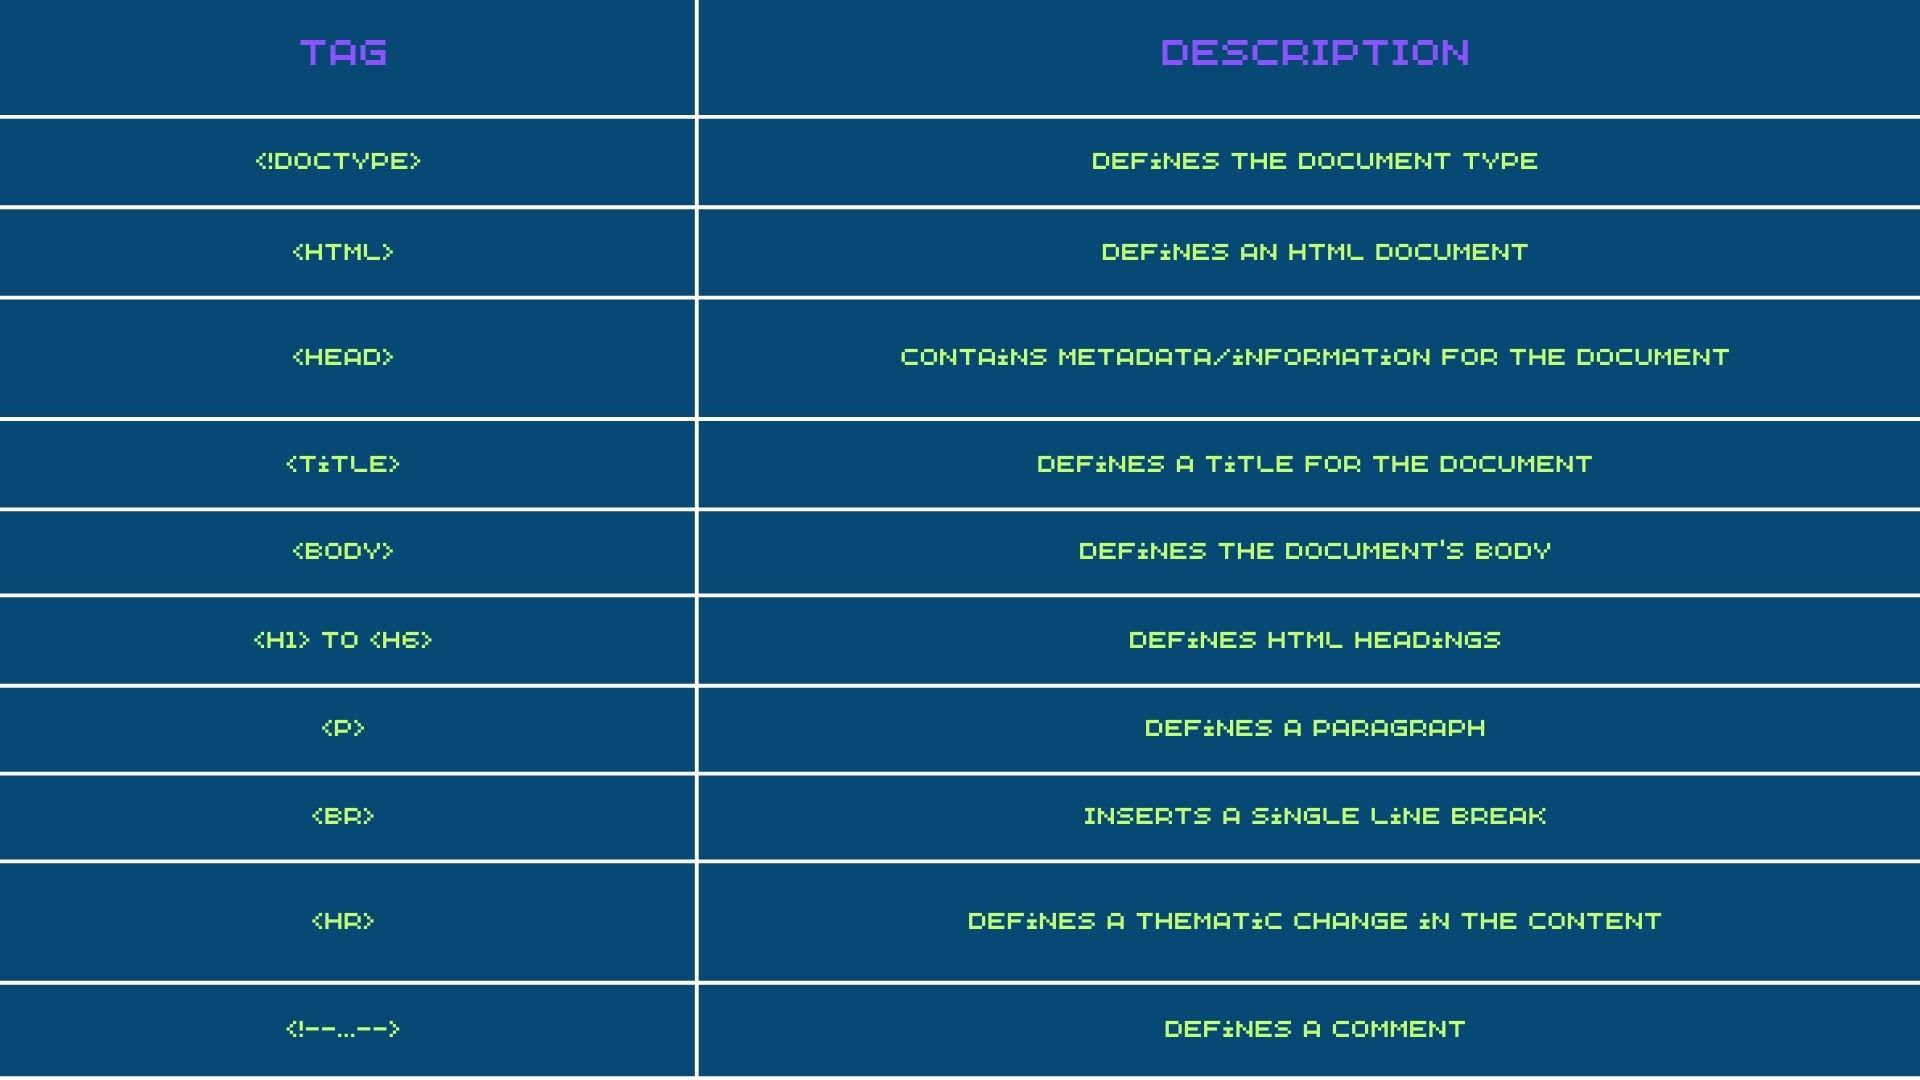 TAG DESCRIPTION
<!DOCTYPE> DEFiNES THE DOCUMENT TYPE
<HTML> DEFiNES AN HTML DOCUMENT
<HEAD> CONTAiNS METADATA/iNFORMATiON FOR THE DOCUMENT
<TiTLE> DEFiNES A TiTLE FOR THE DOCUMENT
<BODY> DEFiNES THE DOCUMENT'S BODY
<H1> TO <H6> DEFiNES HTML HEADiNGS
<P> DEFiNES A PARAGRAPH
<BR> INSERTS A SiNGLE LiNE BREAK
<HR> DEFiNES A THEMATiC CHANGE iN THE CONTENT
<!--...--> DEFiNES A COMMENT